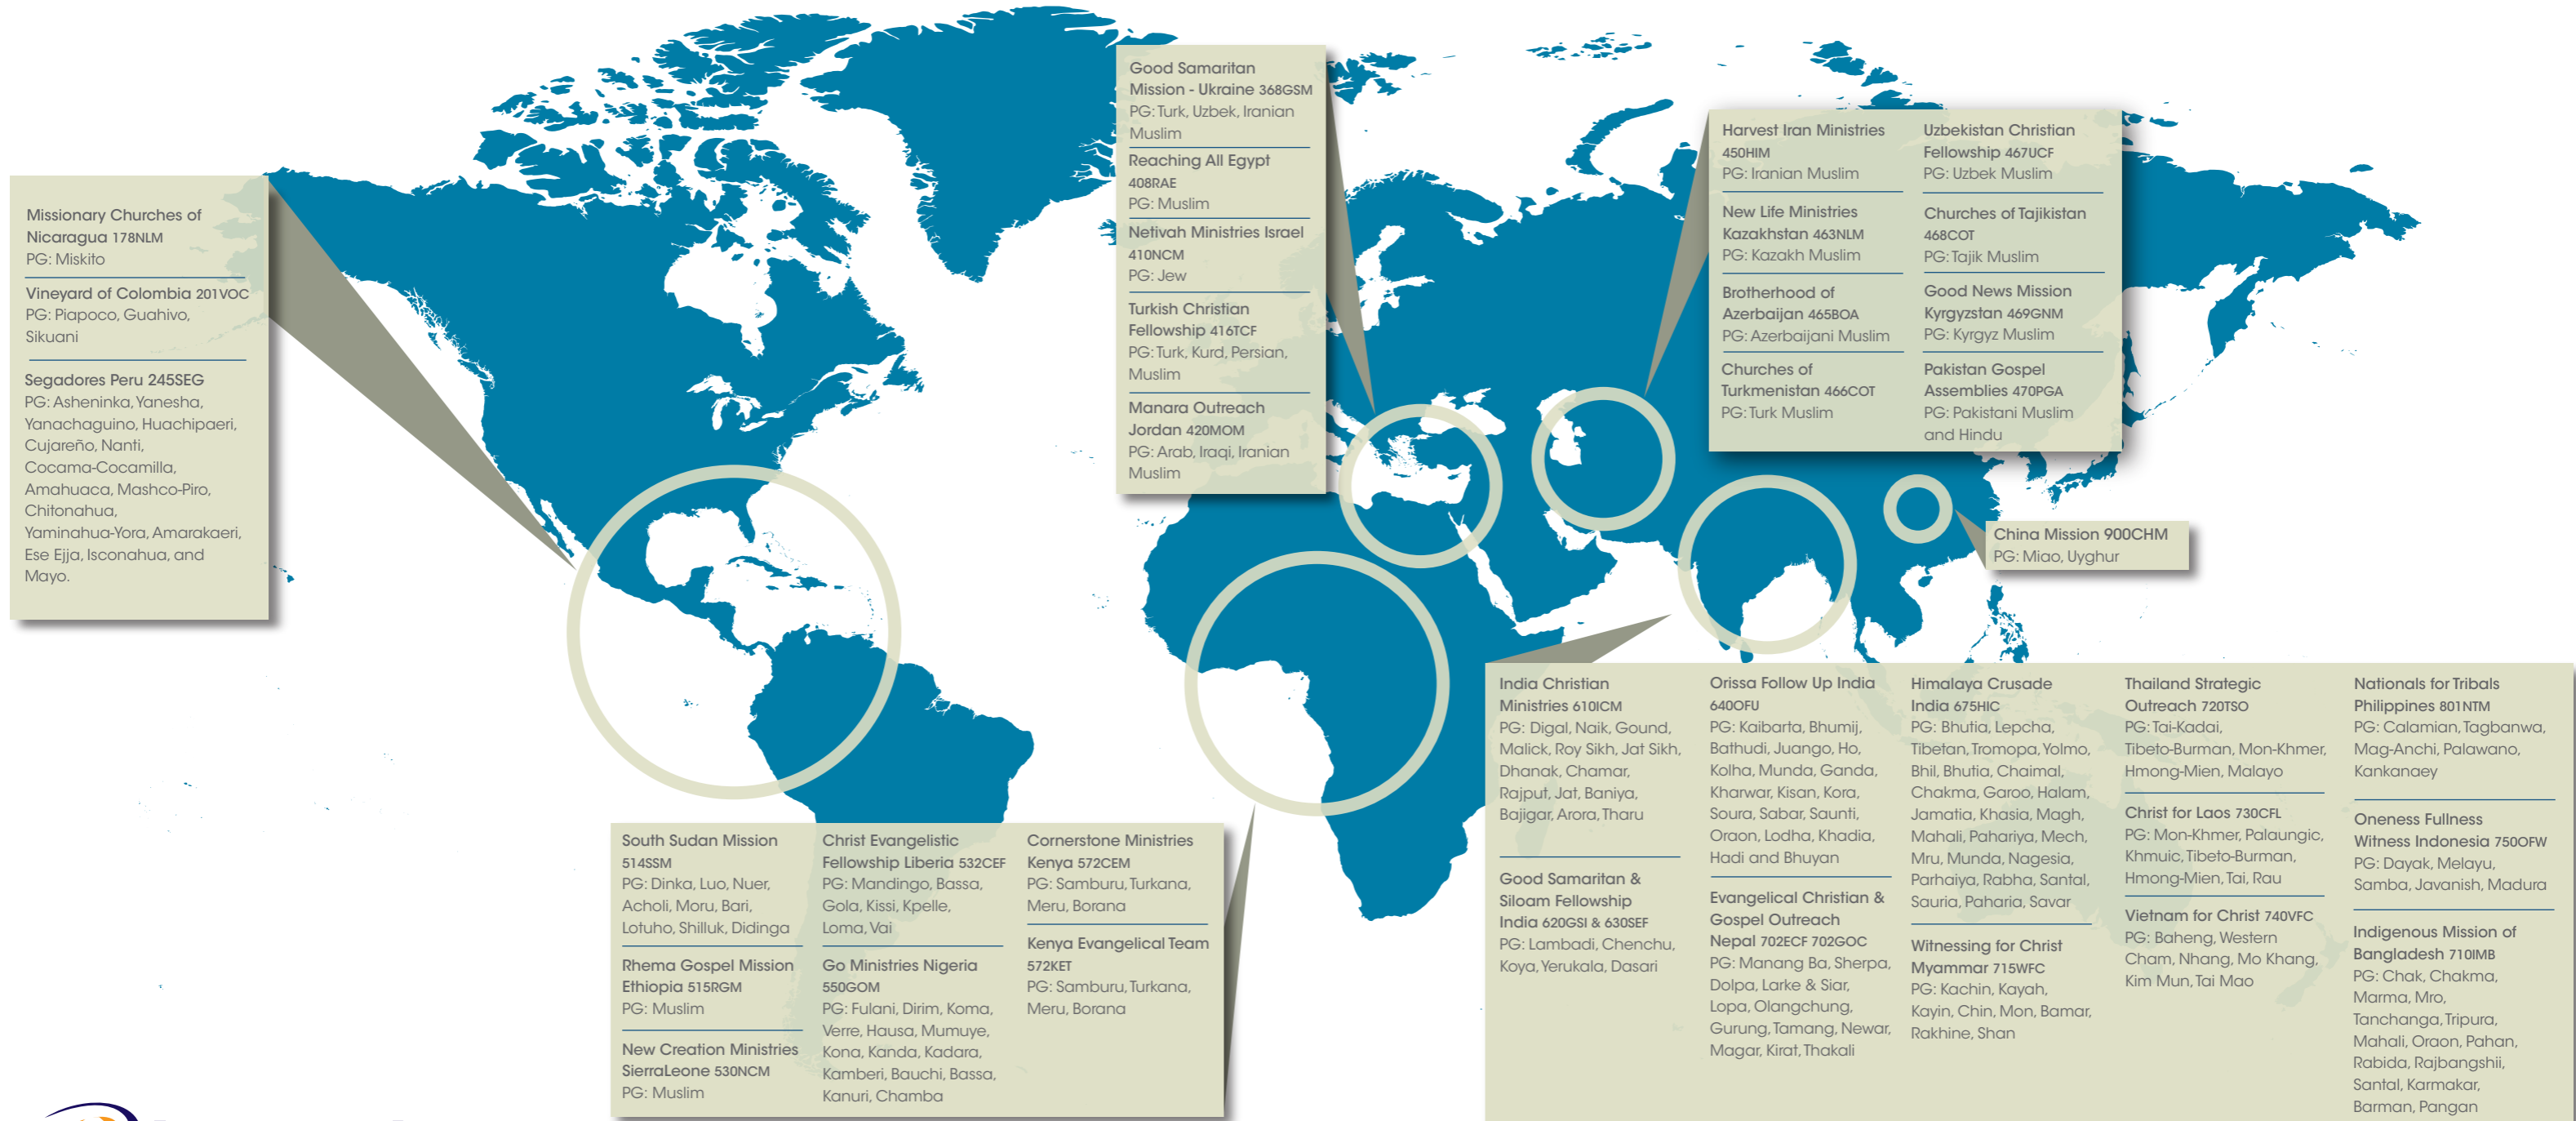 Missionary Churches of
Nicaragua 178NLM
PG: Miskito
Vineyard of Colombia 201VOC
PG: Piapoco, Guahivo,
Sikuani
Segadores Peru 245SEG
PG: Asheninka, Yanesha,
Yanachaguino, Huachipaeri,
Cujareño, Nanti,
Cocama-Cocamilla,
Amahuaca, Mashco-Piro,
Chitonahua,
Yaminahua-Yora, Amarakaeri,
Ese Ejja, Isconahua, and
Mayo.
Good Samaritan
Mission - Ukraine 368GSM
PG: Turk, Uzbek, Iranian
Muslim
Reaching All Egypt
408RAE
PG: Muslim
Netivah Ministries Israel
410NCM
PG: Jew
Turkish Christian
Fellowship 416TCF
PG: Turk, Kurd, Persian,
Muslim
Manara Outreach
Jordan 420MOM
PG: Arab, Iraqi, Iranian
Muslim
Harvest Iran Ministries
450HIM
PG: Iranian Muslim
New Life Ministries
Kazakhstan 463NLM
PG: Kazakh Muslim
Brotherhood of
Azerbaijan 465BOA
PG: Azerbaijani Muslim
Churches of
Turkmenistan 466COT
PG: Turk Muslim
Uzbekistan Christian
Fellowship 467UCF
PG: Uzbek Muslim
Churches of Tajikistan
468COT
PG: Tajik Muslim
Good News Mission
Kyrgyzstan 469GNM
PG: Kyrgyz Muslim
Pakistan Gospel
Assemblies 470PGA
PG: Pakistani Muslim
and Hindu
China Mission 900CHM
PG: Miao, Uyghur
South Sudan Mission
514SSM
PG: Dinka, Luo, Nuer,
Acholi, Moru, Bari,
Lotuho, Shilluk, Didinga
Rhema Gospel Mission
Ethiopia 515RGM
PG: Muslim
New Creation Ministries
SierraLeone 530NCM
PG: Muslim
Christ Evangelistic
Fellowship Liberia 532CEF
PG: Mandingo, Bassa,
Gola, Kissi, Kpelle,
Loma, Vai
Go Ministries Nigeria
550GOM
PG: Fulani, Dirim, Koma,
Verre, Hausa, Mumuye,
Kona, Kanda, Kadara,
Kamberi, Bauchi, Bassa,
Kanuri, Chamba
Cornerstone Ministries
Kenya 572CEM
PG: Samburu, Turkana,
Meru, Borana
Kenya Evangelical Team
572KET
PG: Samburu, Turkana,
Meru, Borana
India Christian
Ministries 610ICM
PG: Digal, Naik, Gound,
Malick, Roy Sikh, Jat Sikh,
Dhanak, Chamar,
Rajput, Jat, Baniya,
Bajigar, Arora, Tharu
Good Samaritan &
Siloam Fellowship
India 620GSI & 630SEF
PG: Lambadi, Chenchu,
Koya, Yerukala, Dasari
Orissa Follow Up India
640OFU
PG: Kaibarta, Bhumij,
Bathudi, Juango, Ho,
Kolha, Munda, Ganda,
Kharwar, Kisan, Kora,
Soura, Sabar, Saunti,
Oraon, Lodha, Khadia,
Hadi and Bhuyan
Evangelical Christian &
Gospel Outreach
Nepal 702ECF 702GOC
PG: Manang Ba, Sherpa,
Dolpa, Larke & Siar,
Lopa, Olangchung,
Gurung, Tamang, Newar,
Magar, Kirat, Thakali
Himalaya Crusade
India 675HIC
PG: Bhutia, Lepcha,
Tibetan, Tromopa, Yolmo,
Bhil, Bhutia, Chaimal,
Chakma, Garoo, Halam,
Jamatia, Khasia, Magh,
Mahali, Pahariya, Mech,
Mru, Munda, Nagesia,
Parhaiya, Rabha, Santal,
Sauria, Paharia, Savar
Witnessing for Christ
Myammar 715WFC
PG: Kachin, Kayah,
Kayin, Chin, Mon, Bamar,
Rakhine, Shan
Thailand Strategic
Outreach 720TSO
PG: Tai-Kadai,
Tibeto-Burman, Mon-Khmer,
Hmong-Mien, Malayo
Christ for Laos 730CFL
PG: Mon-Khmer, Palaungic,
Khmuic, Tibeto-Burman,
Hmong-Mien, Tai, Rau
Vietnam for Christ 740VFC
PG: Baheng, Western
Cham, Nhang, Mo Khang,
Kim Mun, Tai Mao
Nationals for Tribals
Philippines 801NTM
PG: Calamian, Tagbanwa,
Mag-Anchi, Palawano,
Kankanaey
Oneness Fullness
Witness Indonesia 750OFW
PG: Dayak, Melayu,
Samba, Javanish, Madura
Indigenous Mission of
Bangladesh 710IMB
PG: Chak, Chakma,
Marma, Mro,
Tanchanga, Tripura,
Mahali, Oraon, Pahan,
Rabida, Rajbangshii,
Santal, Karmakar,
Barman, Pangan